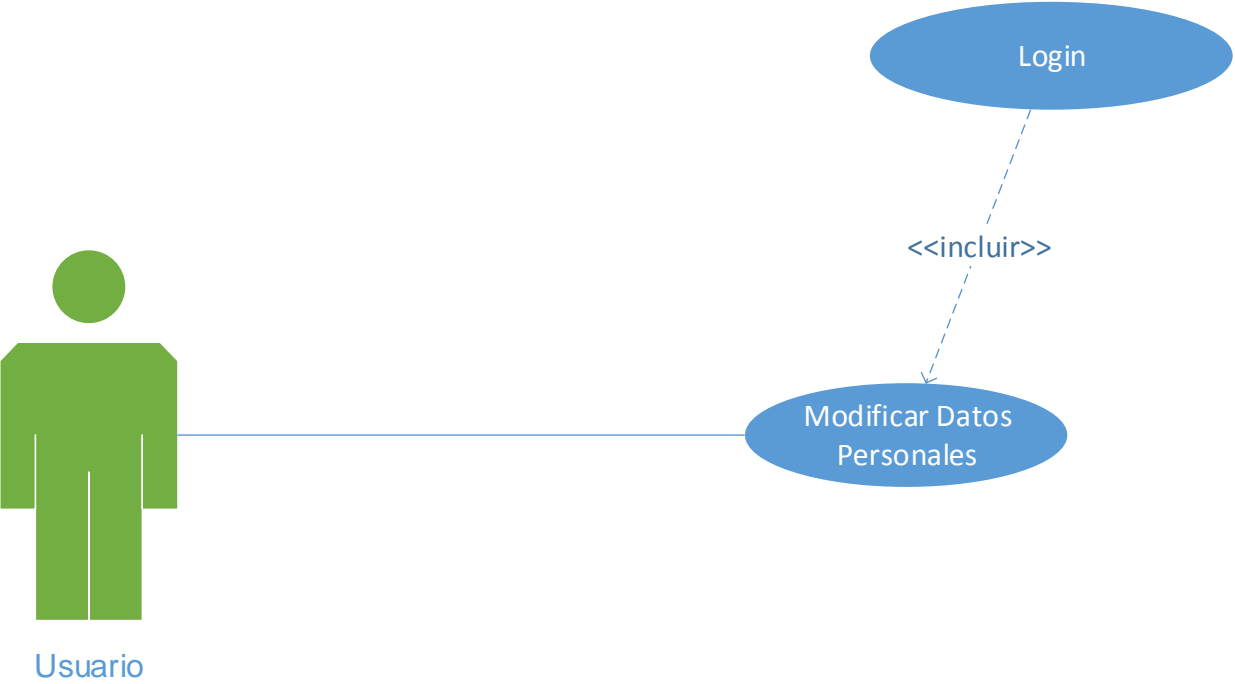 Login
<<incluir>>
Modificar Datos
Personales
Usuario